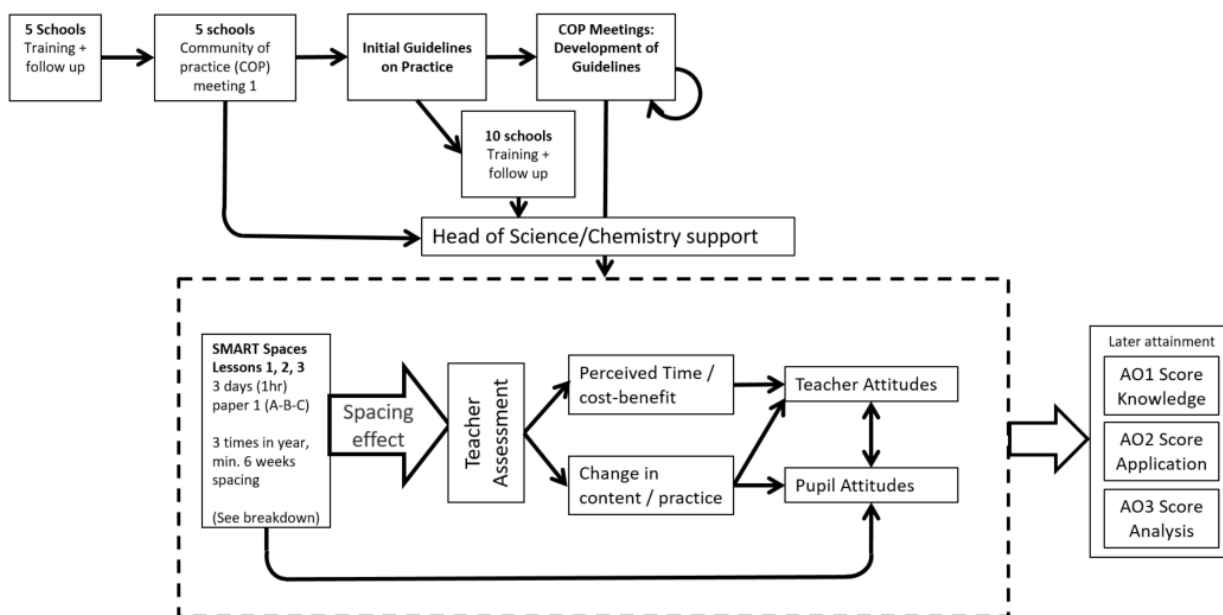 5 Schools
Training +
follow up
5 schools
Community of
practice (COP)
meeting 1
Initial Guidelines
on Practice
COP Meetings:
Development of
Guidelines
10 schools
Training +
follow up
Head of Science/Chemistry support
SMART Spaces
Lessons 1, 2, 3
3 days (1hr)
paper 1 (A-B-C)
3 times in year,
min. 6 weeks
spacing
(See breakdown)
Spacing
effect
Teacher
Assessment
Perceived Time /
cost-benefit
Change in
content / practice
Teacher Attitudes
Pupil Attitudes
Later attainment
AO1 Score
Knowledge
AO2 Score
Application
AO3 Score
Analysis